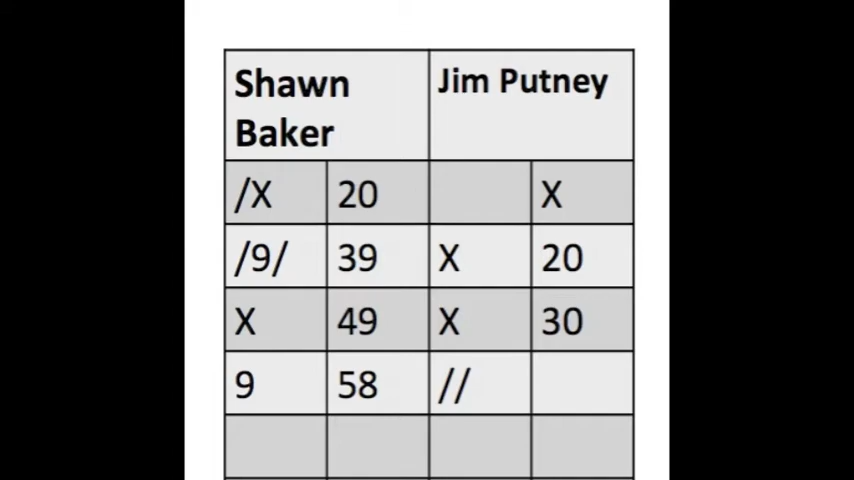 Shawn Baker Jim Putney
/X 20 X
/9/ 39 X 20
X 49 X 30
9 58 //